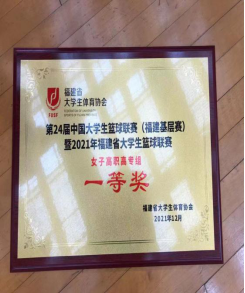 福建省
大学生体育协会
FUSF
第24届中国大学生篮球联赛（福建基层赛）
暨2021年福建省大学生篮球联赛
女子高职高专组
一等奖
福建省大学生体育协会
2021年12月